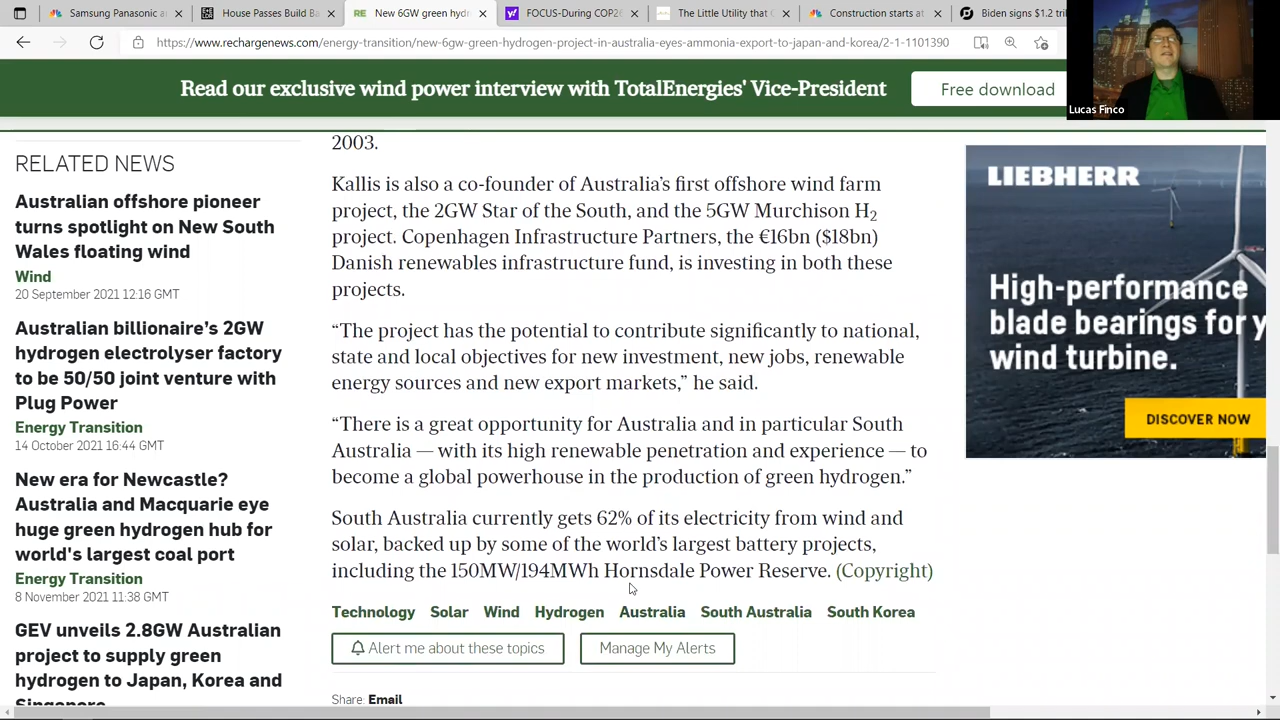 Samsung Panasonic a
House Passes Build Ba
RE New 6GW green hydr
FOCUS-During COP26
The Little Utility that
Construction starts at
Biden signs $1.2 tri
https://www.rechargenews.com/energy-transition/new-6gw-green-hydrogen-project-in-australia-eyes-ammonia-export-to-japan-and-korea/2-1-1101390
Read our exclusive wind power interview with TotalEnergies' Vice-President
Free download
Lucas Finco
RELATED NEWS
Australian offshore pioneer
turns spotlight on New South
Wales floating wind
Wind
20 September 2021 12:16 GMT
Australian billionaire’s 2GW
hydrogen electrolyser factory
to be 50/50 joint venture with
Plug Power
Energy Transition
14 October 2021 16:44 GMT
New era for Newcastle?
Australia and Macquarie eye
huge green hydrogen hub for
world's largest coal port
Energy Transition
8 November 2021 11:38 GMT
GEV unveils 2.8GW Australian
project to supply green
hydrogen to Japan, Korea and
Singapore
2003.
Kallis is also a co-founder of Australia’s first offshore wind farm
project, the 2GW Star of the South, and the 5GW Murchison H₂
project. Copenhagen Infrastructure Partners, the €16bn ($18bn)
Danish renewables infrastructure fund, is investing in both these
projects.
“The project has the potential to contribute significantly to national,
state and local objectives for new investment, new jobs, renewable
energy sources and new export markets,” he said.
“There is a great opportunity for Australia and in particular South
Australia — with its high renewable penetration and experience — to
become a global powerhouse in the production of green hydrogen.”
South Australia currently gets 62% of its electricity from wind and
solar, backed up by some of the world’s largest battery projects,
including the 150MW/194MWh Hornsdale Power Reserve. (Copyright)
Technology Solar Wind Hydrogen Australia South Australia South Korea
Alert me about these topics
Manage My Alerts
Share: Email
LIEBHERR
High-performance
blade bearings for y
wind turbine.
DISCOVER NOW